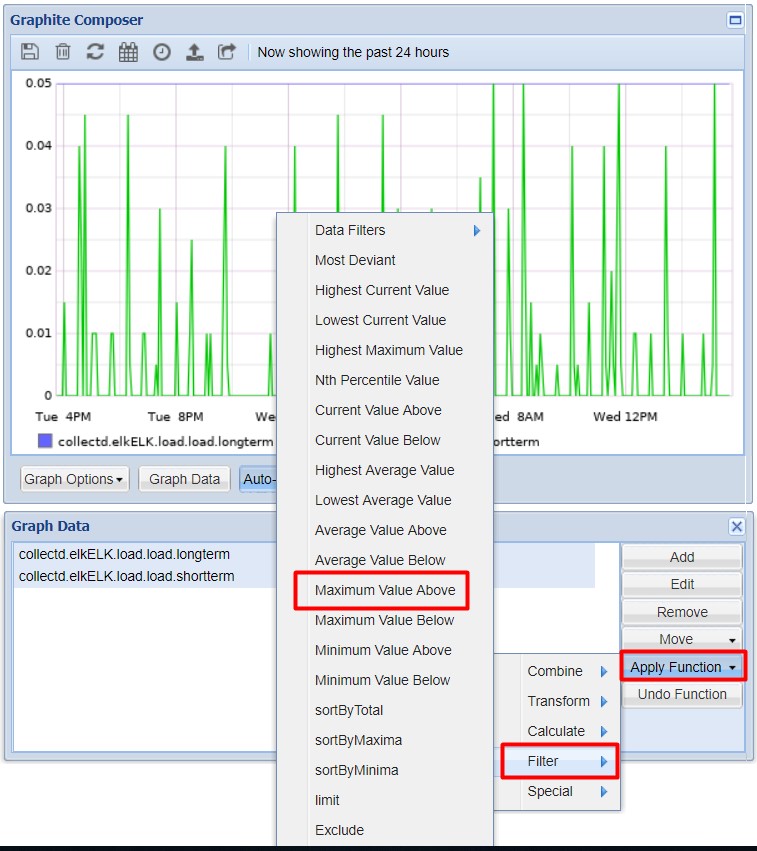 Graphite Composer
Now showing the past 24 hours
0.05
0.04
0.03
0.02
0.01
0
Tue 4PM Tue 8PM We ed 8AM Wed 12PM
collectd.elkELK.load.load.longterm ortterm
Graph Options Graph Data Auto-
Data Filters
Most Deviant
Highest Current Value
Lowest Current Value
Highest Maximum Value
Nth Percentile Value
Current Value Above
Current Value Below
Highest Average Value
Lowest Average Value
Average Value Above
Average Value Below
Maximum Value Above
Maximum Value Below
Minimum Value Above
Minimum Value Below
sortByTotal
sortByMaxima
sortByMinima
limit
Exclude
Graph Data
collectd.elkELK.load.load.longterm
collectd.elkELK.load.load.shortterm
Add
Edit
Remove
Move
Apply Function
Undo Function
Combine
Transform
Calculate
Filter
Special